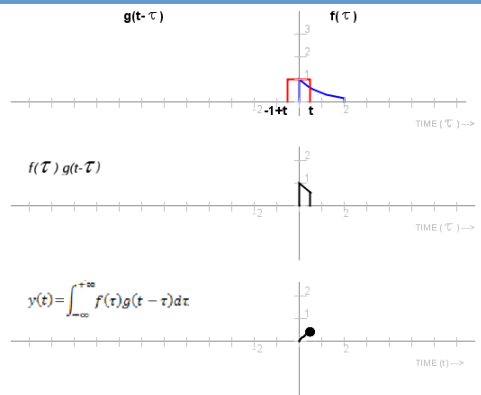 g(t-τ) f(τ)
3
2
1
-2 -1+t t 2
TIME (τ) --->
f(τ) g(t-τ)
2
1
-2 2
TIME (τ) --->
y(t)=∫_{-∞}^{+∞} f(τ)g(t-τ)dτ
2
1
-2 2
TIME (t) --->